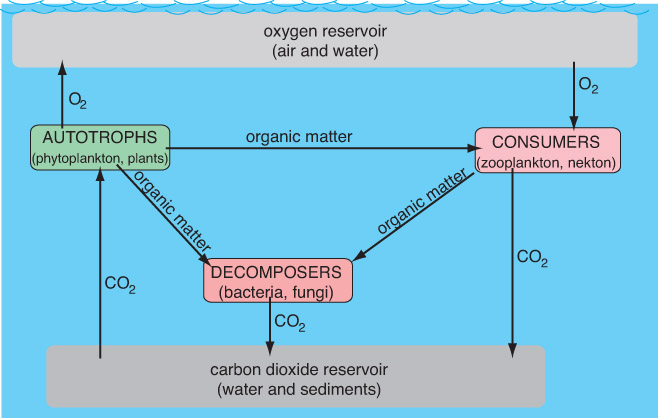 oxygen reservoir
(air and water)
O2
O2
AUTOTROPHS
(phytoplankton, plants)
organic matter
CONSUMERS
(zooplankton, nekton)
organic matter
organic matter
DECOMPOSERS
(bacteria, fungi)
CO2
CO2
CO2
carbon dioxide reservoir
(water and sediments)